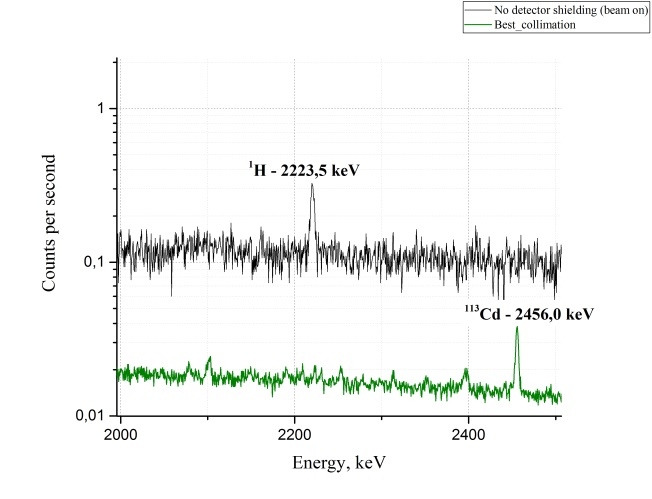 No detector shielding (beam on)
Best_collimation
1
0,1
0,01
Counts per second
¹H - 2223,5 keV
¹¹³Cd - 2456,0 keV
2000
2200
2400
Energy, keV